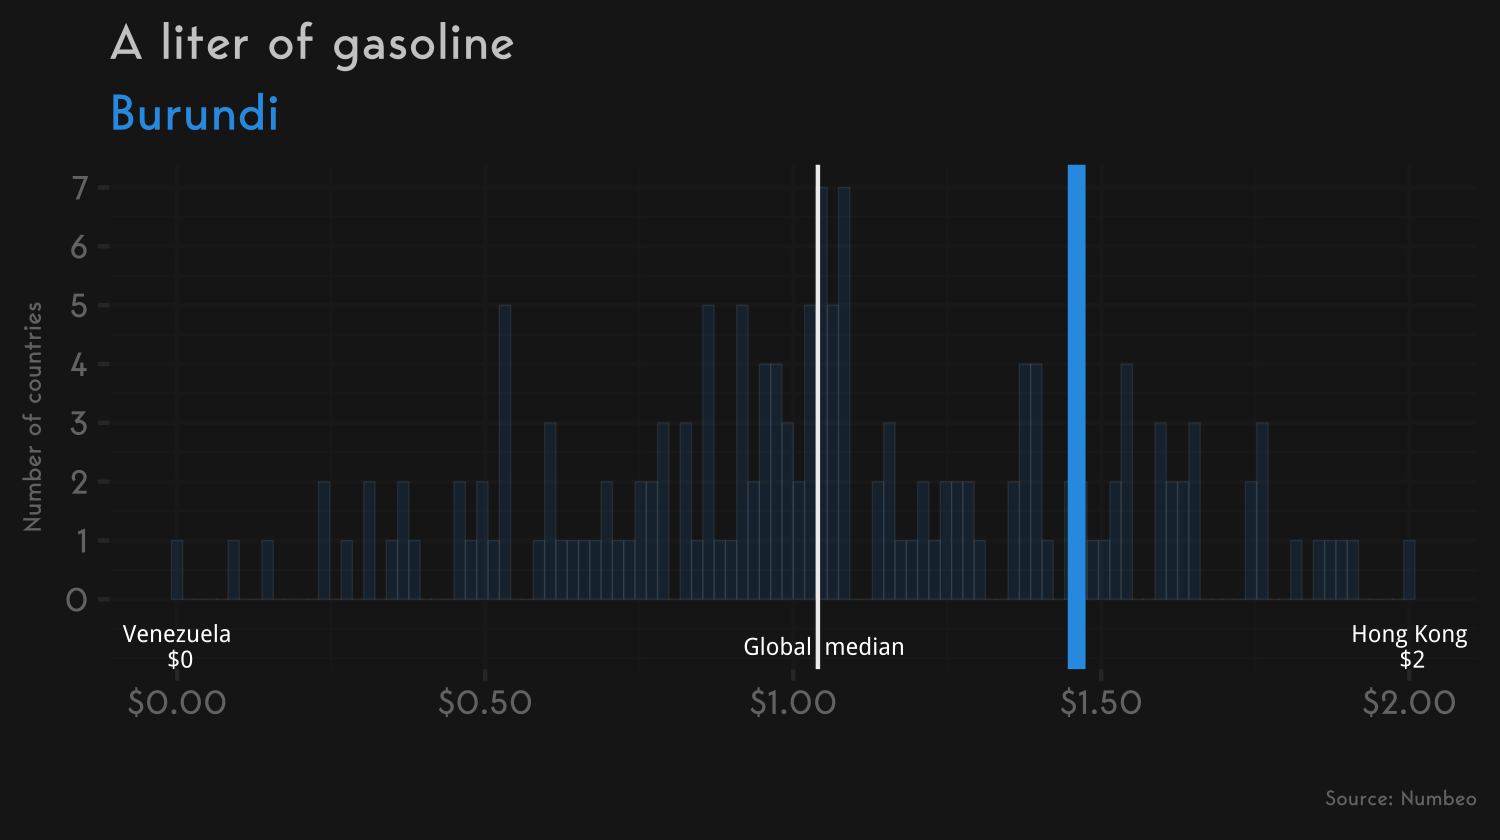 A liter of gasoline
Burundi
Number of countries
7
6
5
4
3
2
1
0
Venezuela
$0
Global median
Hong Kong
$2
$0.00 $0.50 $1.00 $1.50 $2.00
Source: Numbeo